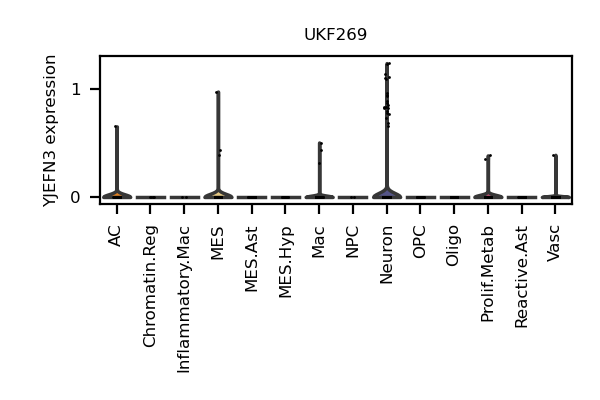 UKF269
YJEFN3 expression
1
0
AC
Chromatin.Reg
Inflammatory.Mac
MES
MES.Ast
MES.Hyp
Mac
NPC
Neuron
OPC
Oligo
Prolif.Metab
Reactive.Ast
Vasc